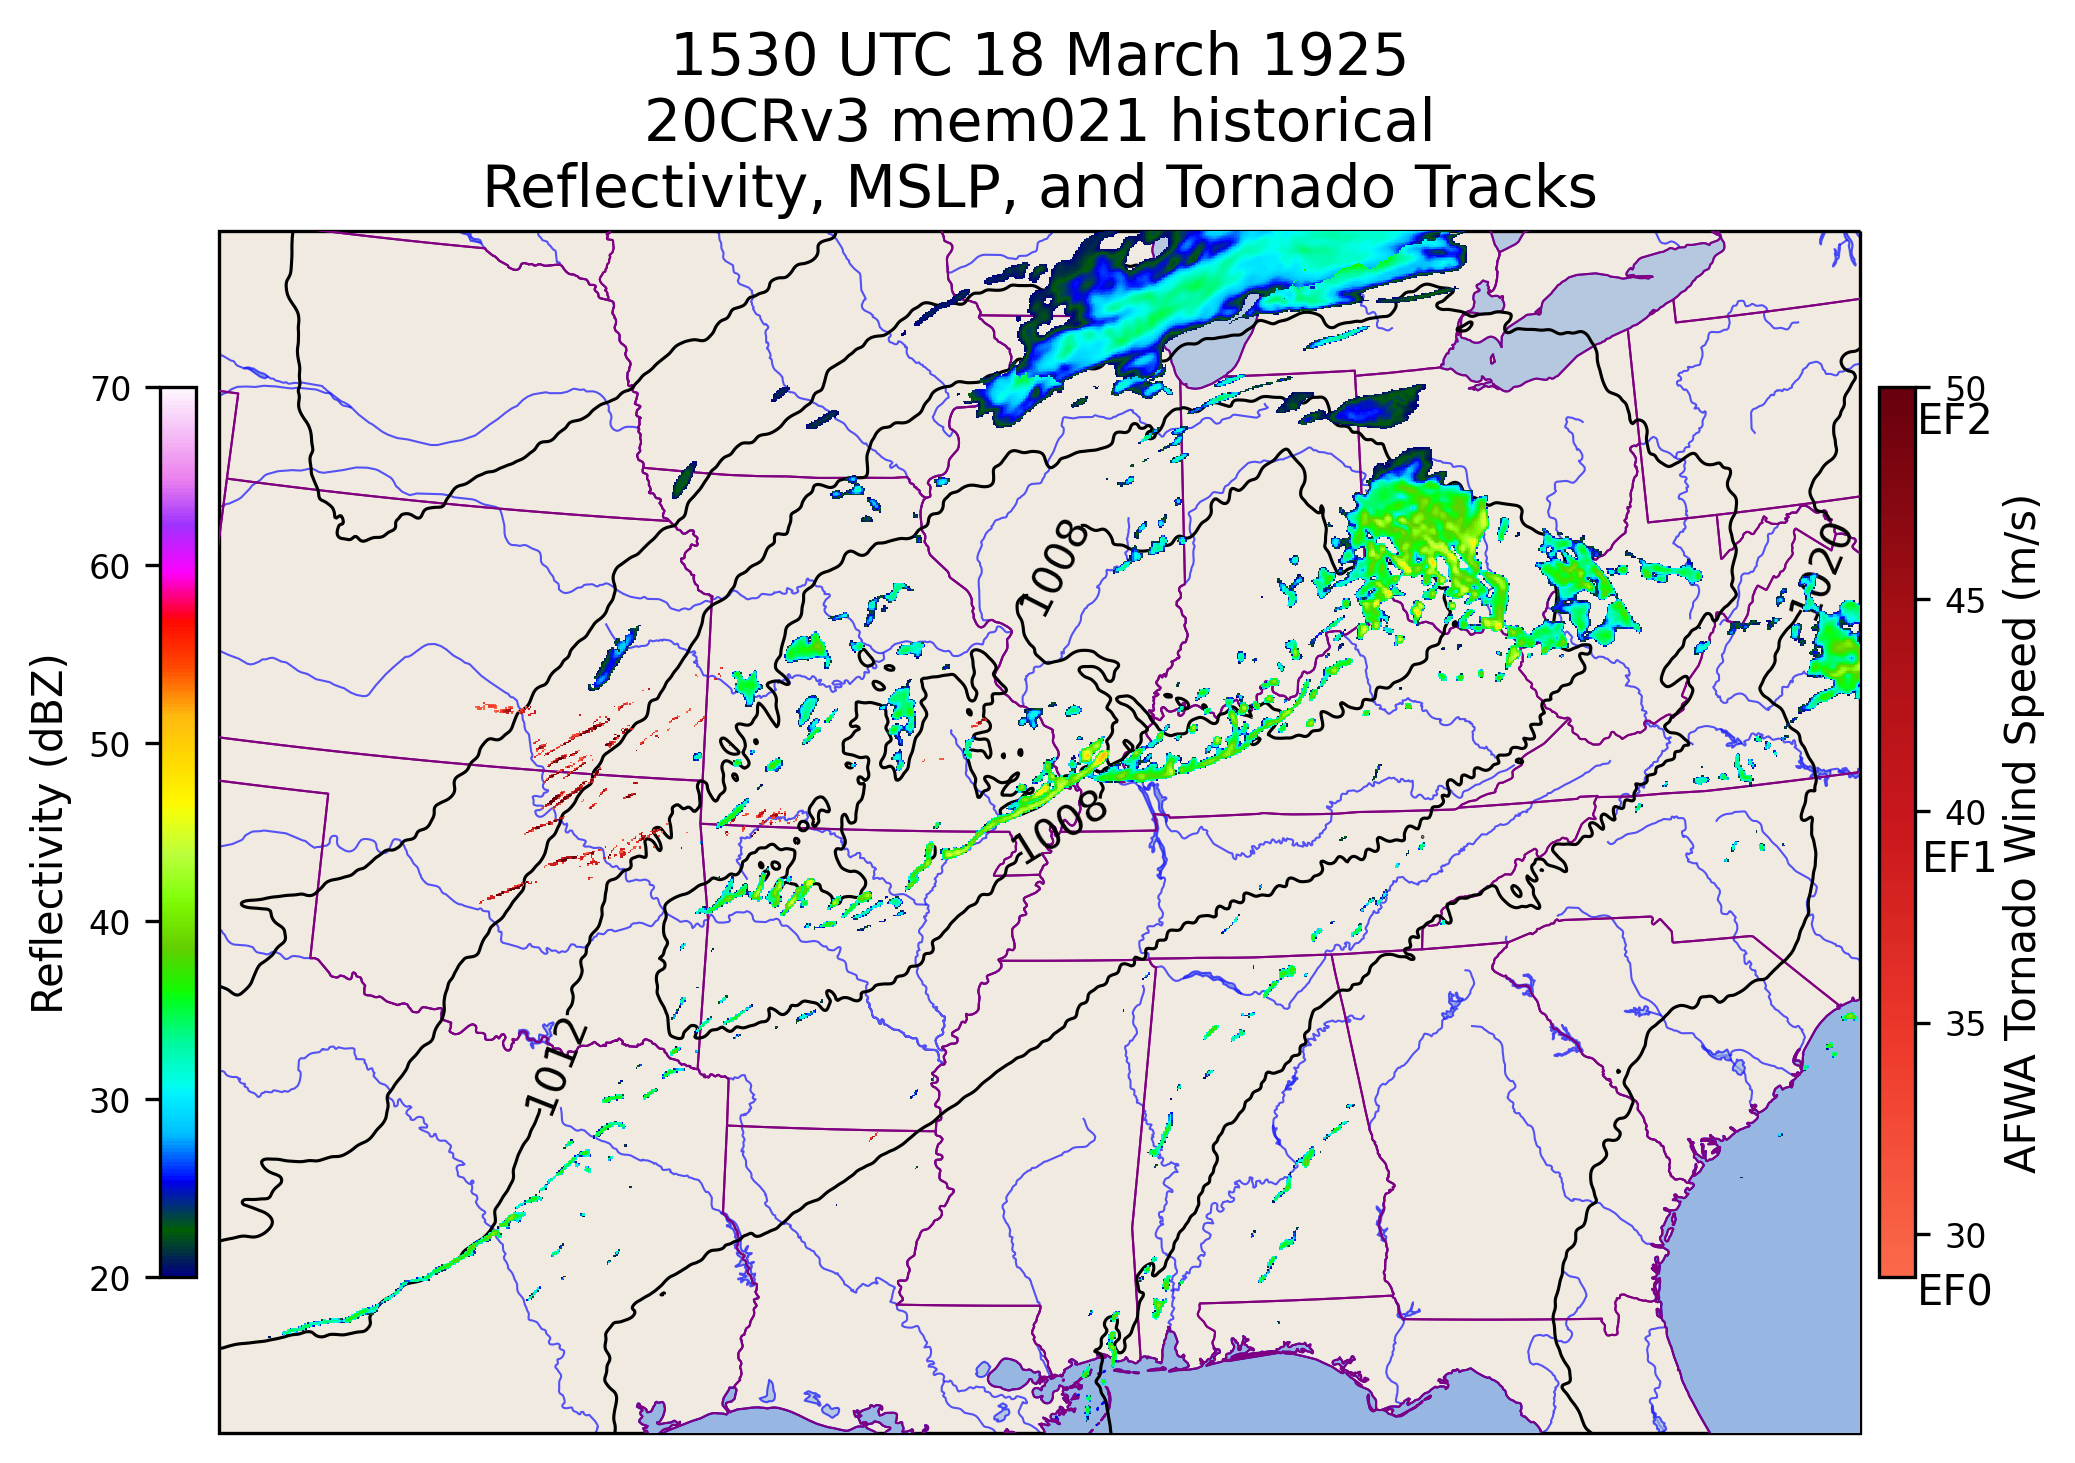 1530 UTC 18 March 1925
20CRv3 mem021 historical
Reflectivity, MSLP, and Tornado Tracks
Reflectivity (dBZ)
70
60
50
40
30
20
1008
1020
1008
1012
50
EF2
45
40
EF1
35
30
EF0
AFWA Tornado Wind Speed (m/s)